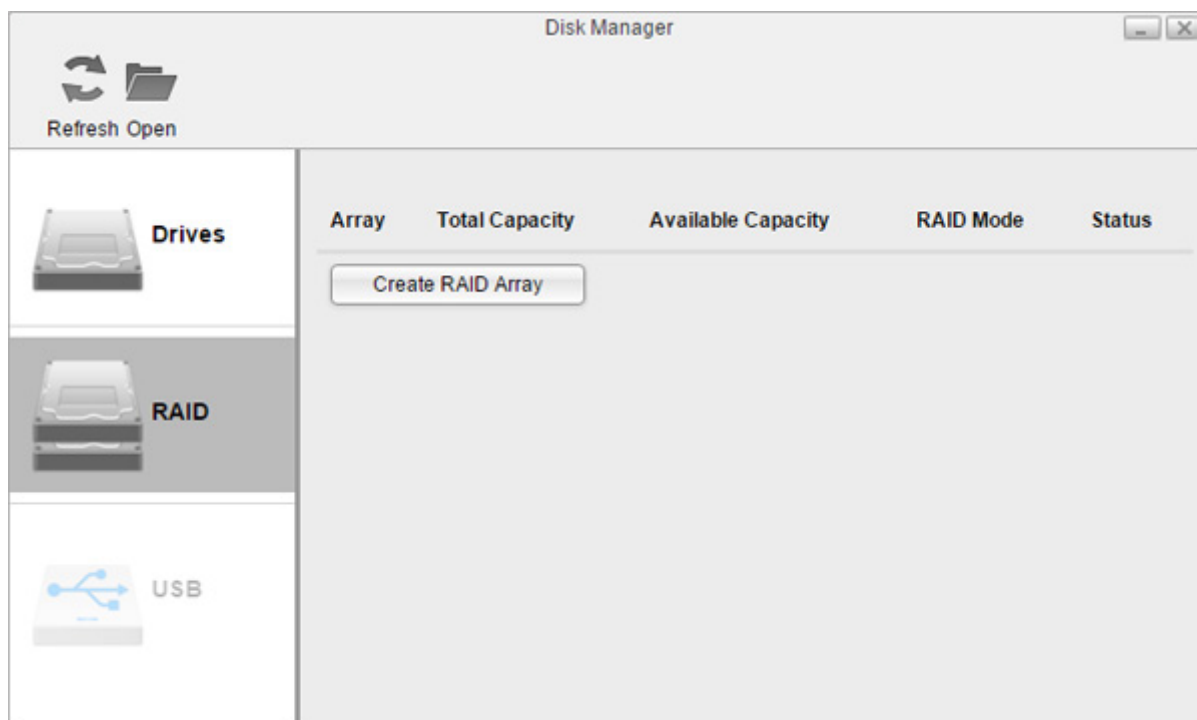 Disk Manager
Refresh Open
Drives
RAID
USB
Array Total Capacity Available Capacity RAID Mode Status
Create RAID Array